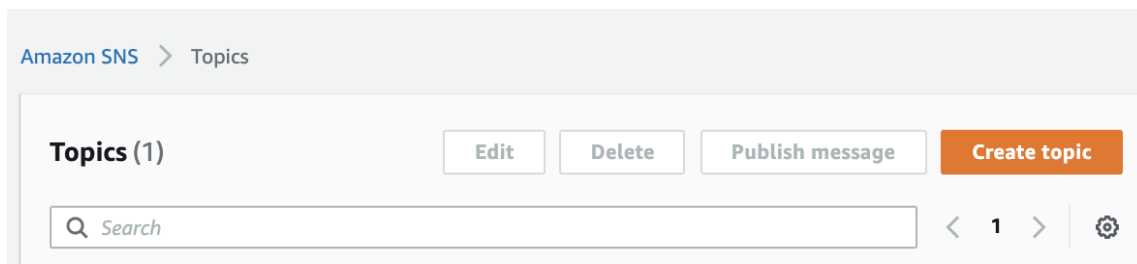 Amazon SNS > Topics
Topics (1) Edit Delete Publish message Create topic
Search 1